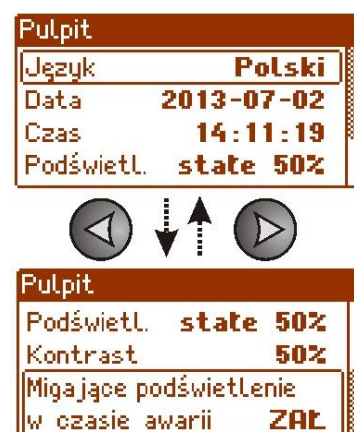 Pulpit
Język Polski
Data 2013-07-02
Czas 14:11:19
Podświetl. stałe 50%
Pulpit
Podświetl. stałe 50%
Kontrast 50%
Migające podświetlenie
w czasie awarii ZAŁ